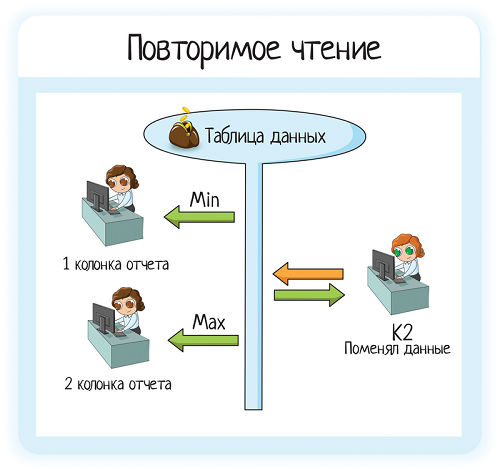 Повторимое чтение
Таблица данных
Min
1 колонка отчета
Max
2 колонка отчета
К2
Поменял данные